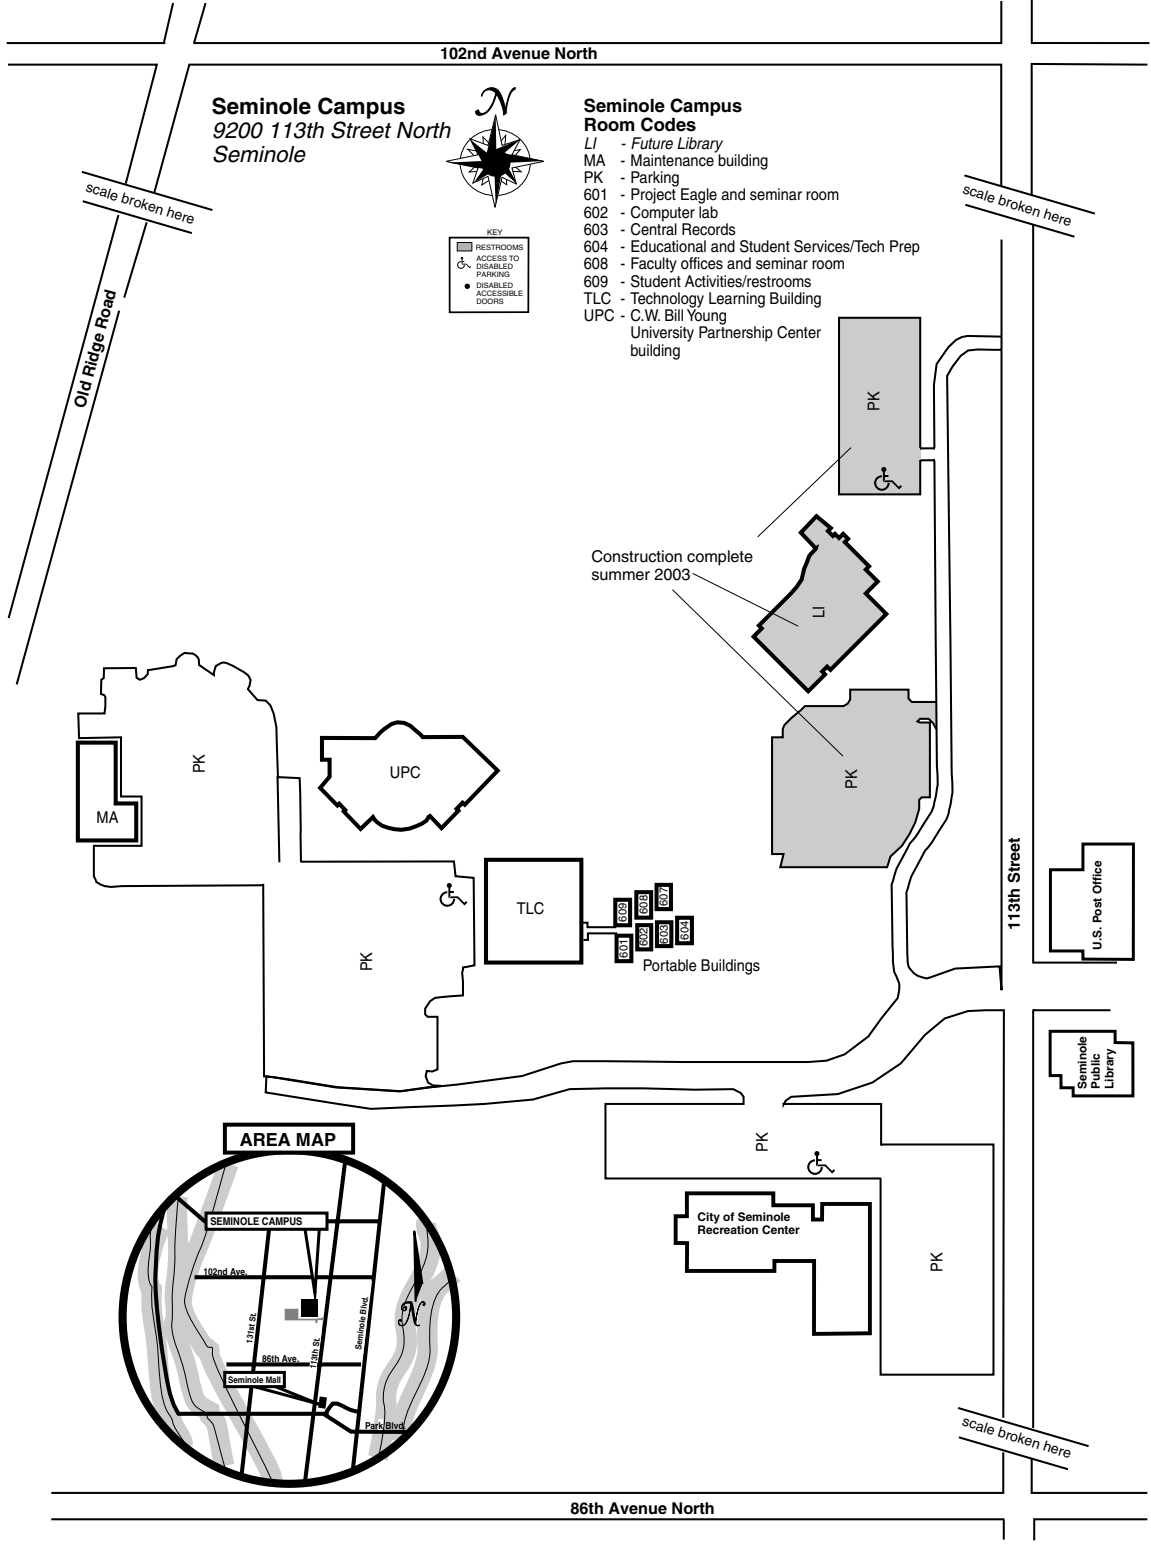 102nd Avenue North
Seminole Campus
9200 113th Street North
Seminole
N
Seminole Campus
Room Codes
LI - Future Library
MA - Maintenance building
PK - Parking
601 - Project Eagle and seminar room
602 - Computer lab
603 - Central Records
604 - Educational and Student Services/Tech Prep
608 - Faculty offices and seminar room
609 - Student Activities/restrooms
TLC - Technology Learning Building
UPC - C.W. Bill Young
University Partnership Center
building
KEY
RESTROOMS
ACCESS TO
DISABLED
PARKING
DISABLED
ACCESSIBLE
DOORS
scale broken here
scale broken here
Old Ridge Road
PK
Construction complete
summer 2003
LI
PK
PK
UPC
MA
113th Street
U.S. Post Office
TLC
609
608
607
601
602
603
604
Portable Buildings
PK
Seminole
Public
Library
PK
City of Seminole
Recreation Center
PK
AREA MAP
SEMINOLE CAMPUS
102nd Ave.
131st St.
113th St.
Seminole Blvd.
N
86th Ave.
Seminole Mall
Park Blvd.
scale broken here
86th Avenue North